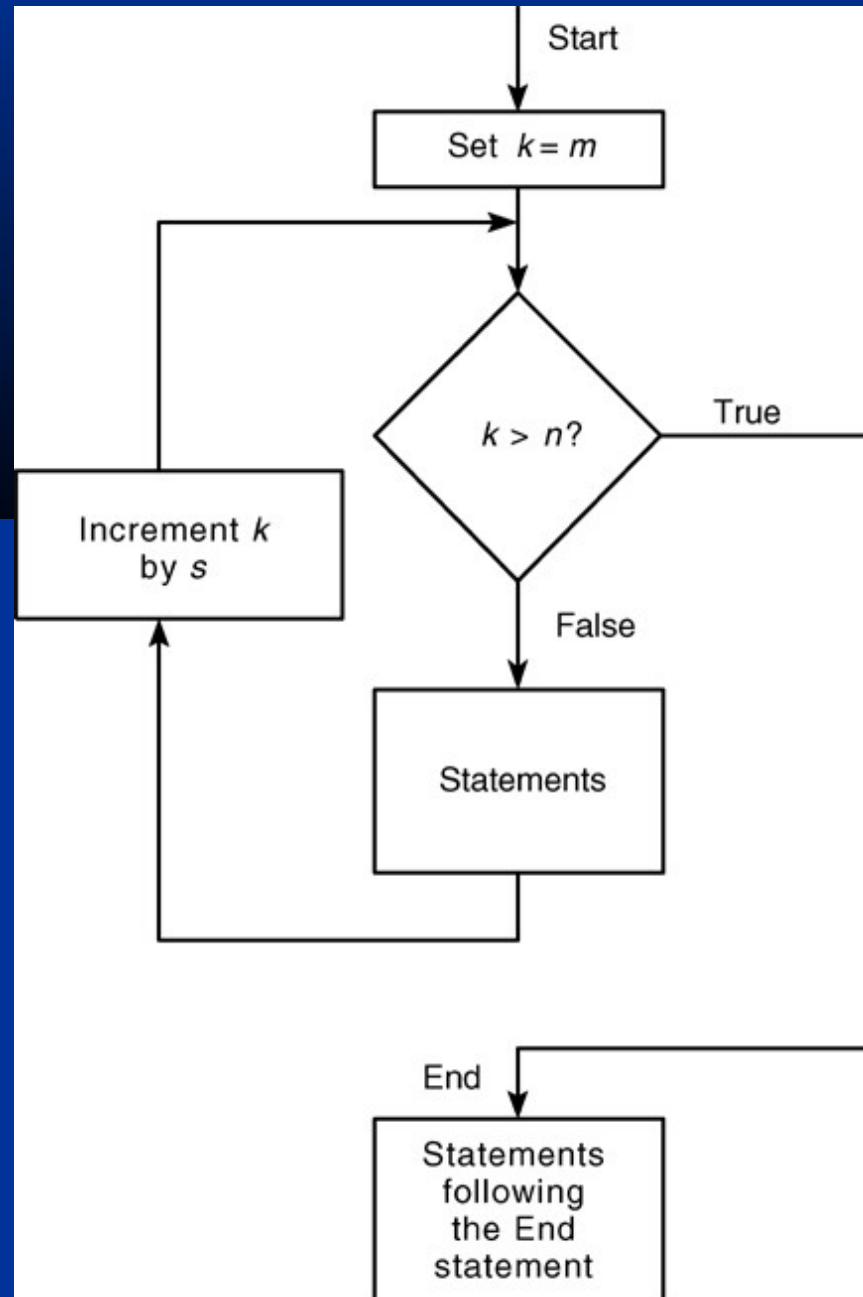 Start
Set k = m
k > n?
True
Increment k
by s
False
Statements
End
Statements
following
the End
statement